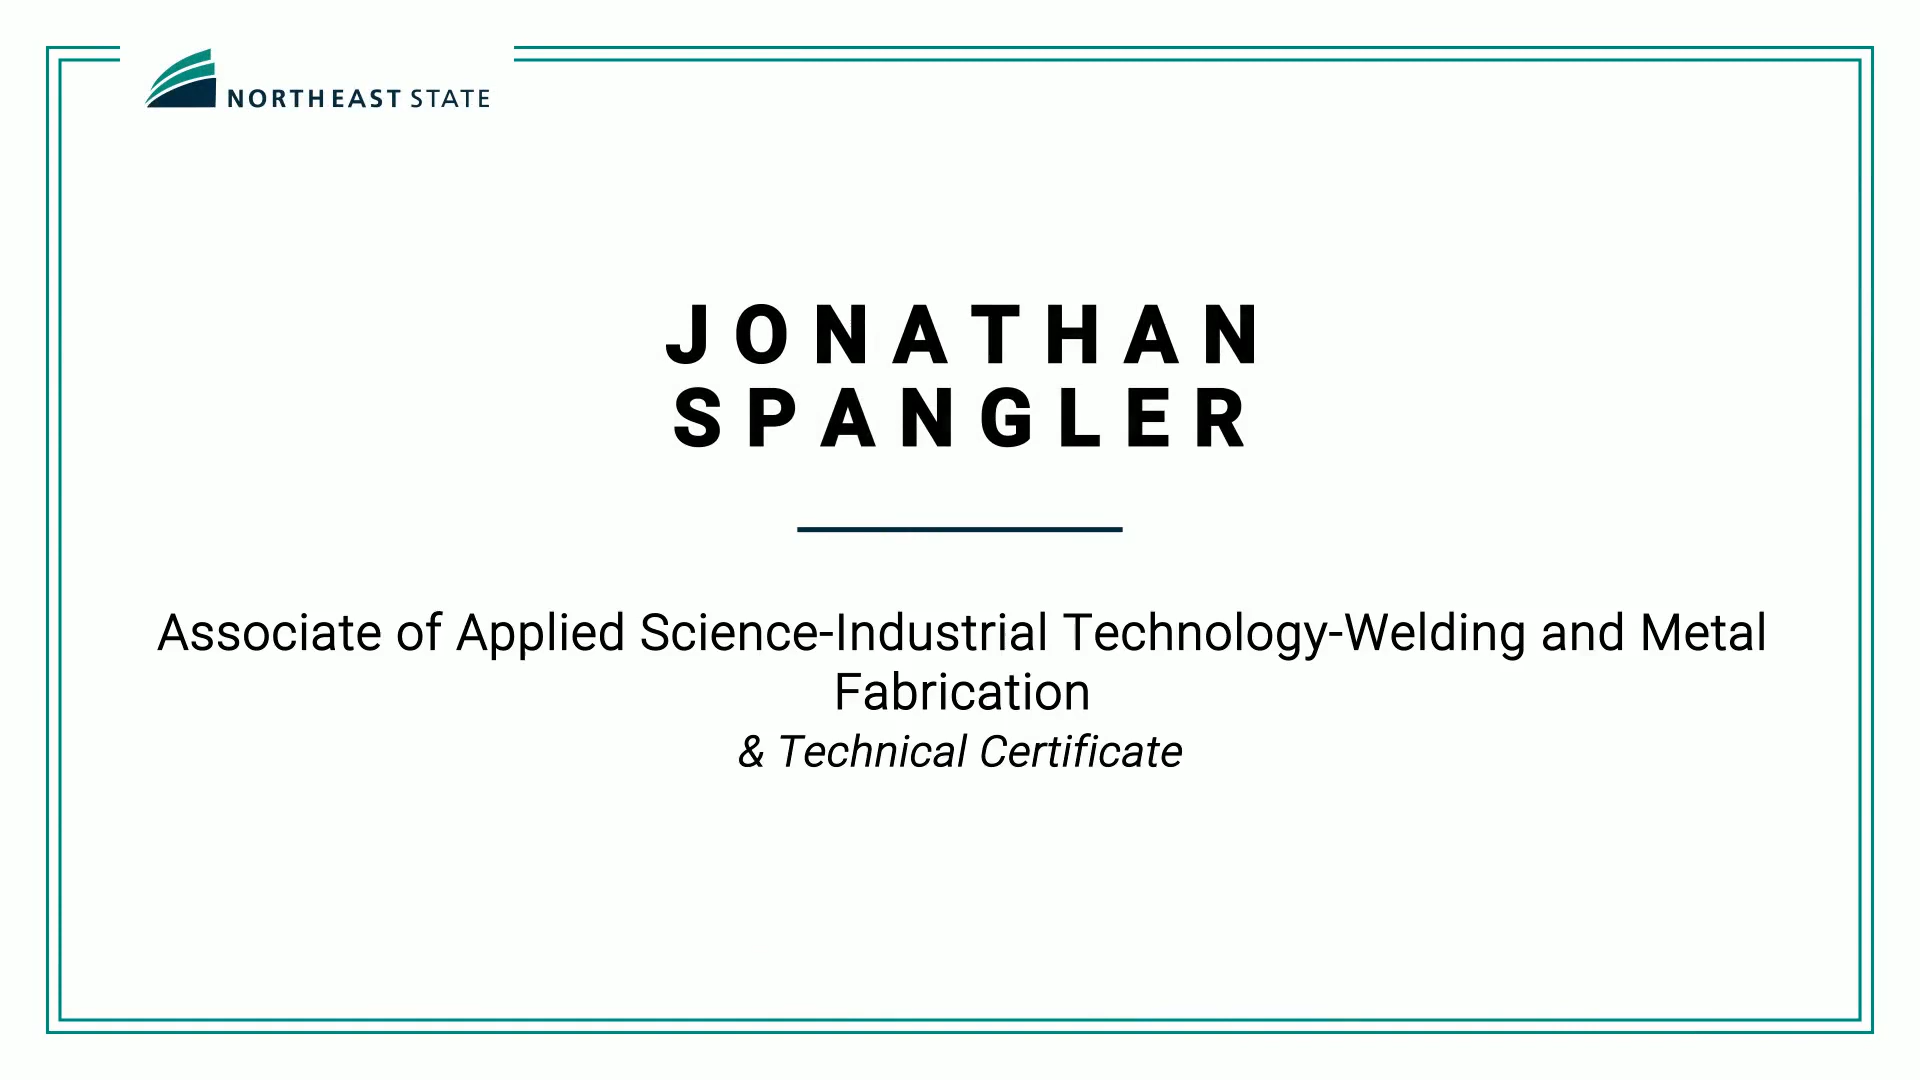 NORTHEAST STATE
JONATHAN
SPANGLER
Associate of Applied Science-Industrial Technology-Welding and Metal
Fabrication
& Technical Certificate